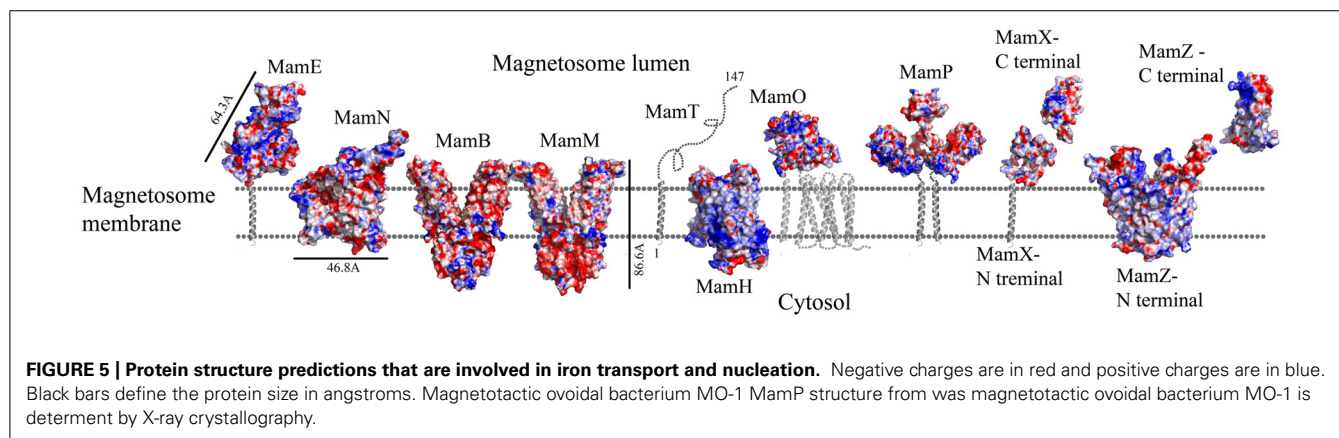 MamX-
C terminal
MamZ -
C terminal
MamE
Magnetosome lumen
147
MamP
64.3A
MamN
MamT
MamO
MamB
MamM
Magnetosome
membrane
86.6A
1
46.8A
MamH
Cytosol
MamX-
N treminal
MamZ-
N terminal
FIGURE 5 | Protein structure predictions that are involved in iron transport and nucleation. Negative charges are in red and positive charges are in blue.
Black bars define the protein size in angstroms. Magnetotactic ovoidal bacterium MO-1 MamP structure from was magnetotactic ovoidal bacterium MO-1 is
determt by X-ray crystallography.